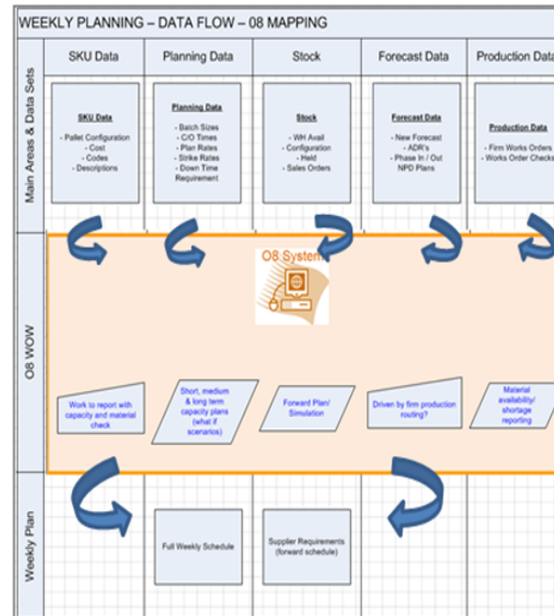 WEEKLY PLANNING – DATA FLOW – 08 MAPPING
SKU Data
Planning Data
Stock
Forecast Data
Production Data
Main Areas & Data Sets
SKU Data
- Pallet Configuration
- Cost
- Codes
- Descriptions
Planning Data
- Batch Sizes
- C/O Times
- Plan Rates
- Strike Rates
- Down Time
Requirement
Stock
- WH Avail
- Configuration
- Held
- Sales Orders
Forecast Data
- New Forecast
- ADR's
- Phase In / Out
NPD Plans
Production Data
- Firm Works Orders
- Works Order Checks
O8 WOW
O8 System
Work to report with
capacity and material
check
Short, medium
& long term
capacity plans
(what if
scenarios)
Forward Plan/
Simulation
Driven by firm production
routing?
Material
availability/
shortage
reporting
Weekly Plan
Full Weekly Schedule
Supplier Requirements
(forward schedule)